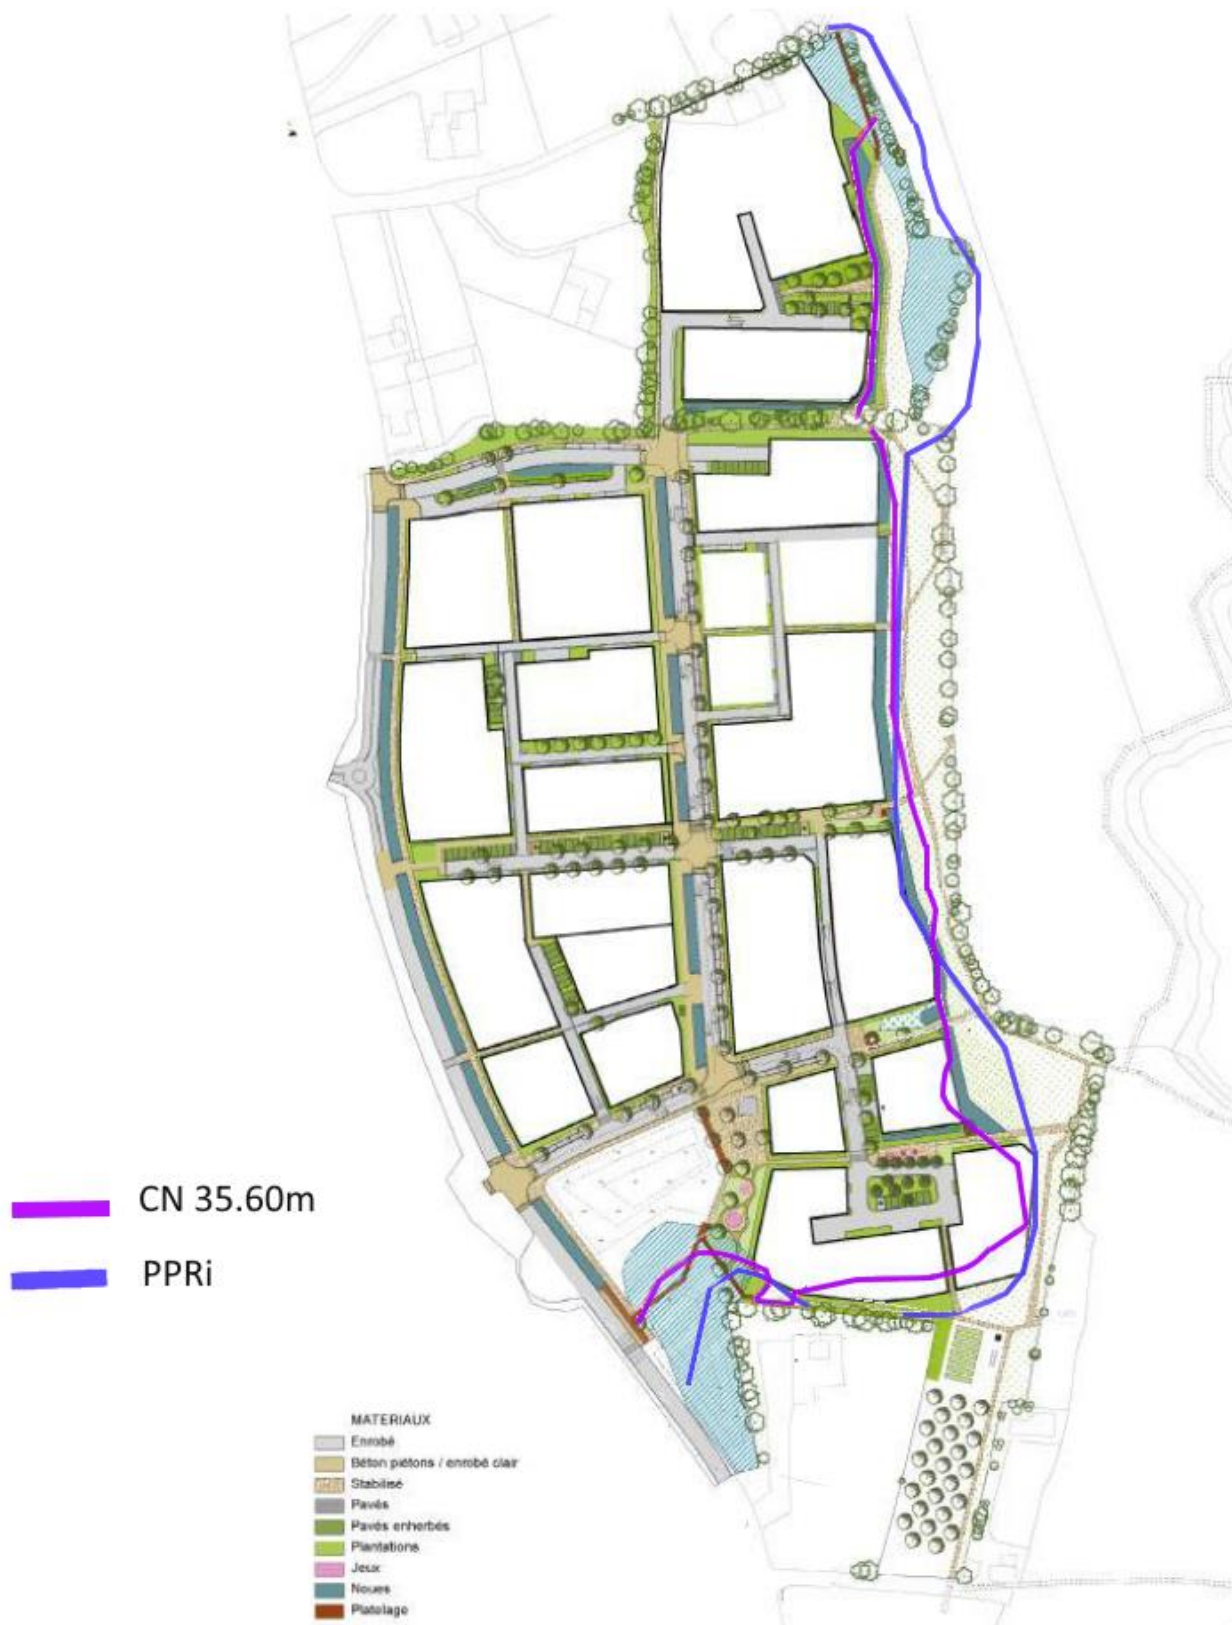 CN 35.60m
PPRi
MATERIAUX
Enrobé
Béton piétons / enrobé clair
Stabilisé
Pavés
Pavés enherbés
Plantations
Jeux
Noues
Platelage